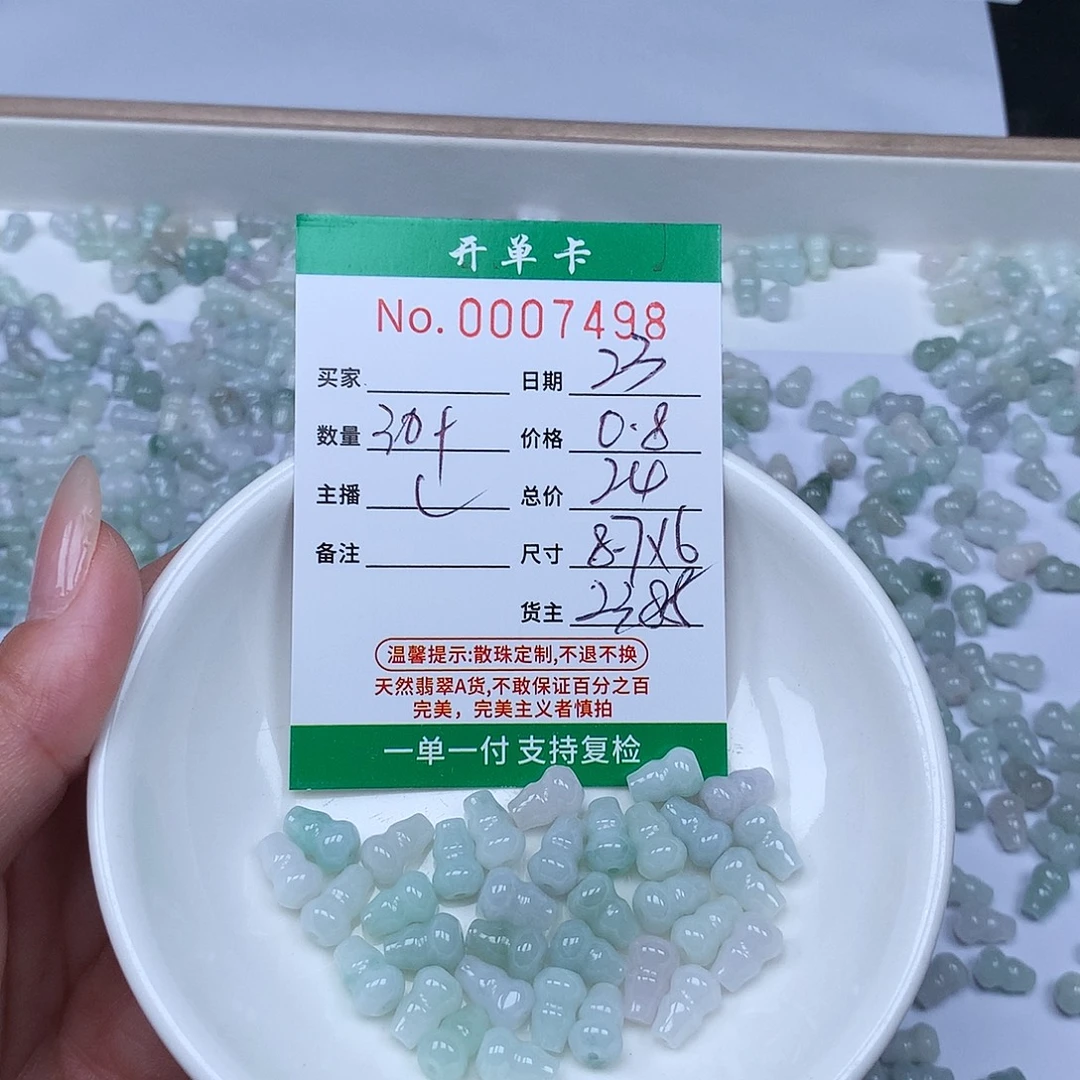 开单卡
No.0007498
买家 日期 23
数量 30个 价格 0.8
主播 总价 24
备注 尺寸 8-7X6
货主
温馨提示:散珠定制,不退不换
天然翡翠A货,不敢保证百分之百
完美，完美主义者慎拍
一单一付 支持复检